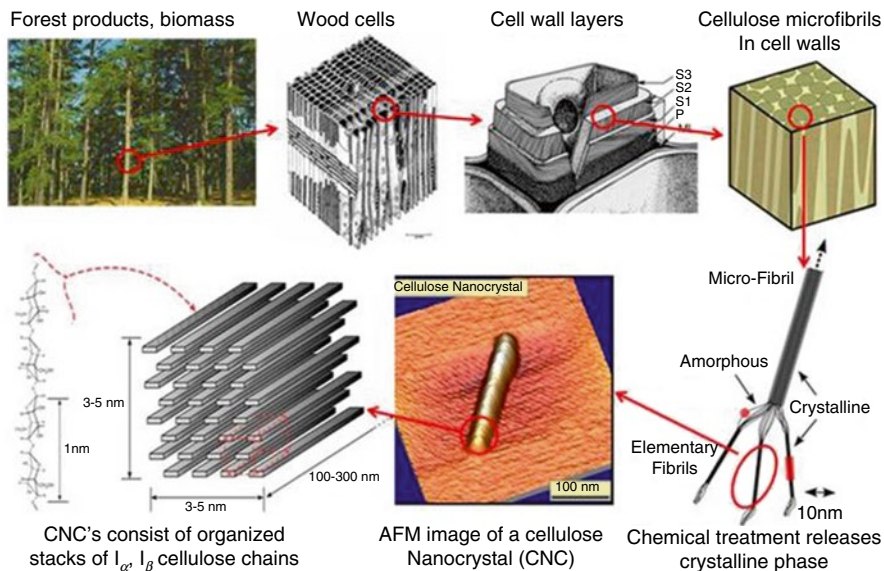 Forest products, biomass
Wood cells
Cell wall layers
Cellulose microfibrils
In cell walls
S3
S2
S1
P
Micro-Fibril
Amorphous
Crystalline
Elementary
Fibrils
10nm
Chemical treatment releases
crystalline phase
Cellulose Nanocrystal
100 nm
AFM image of a cellulose
Nanocrystal (CNC)
3-5 nm
1nm
100-300 nm
3-5 nm
CNC's consist of organized
stacks of Iα, Iβ cellulose chains